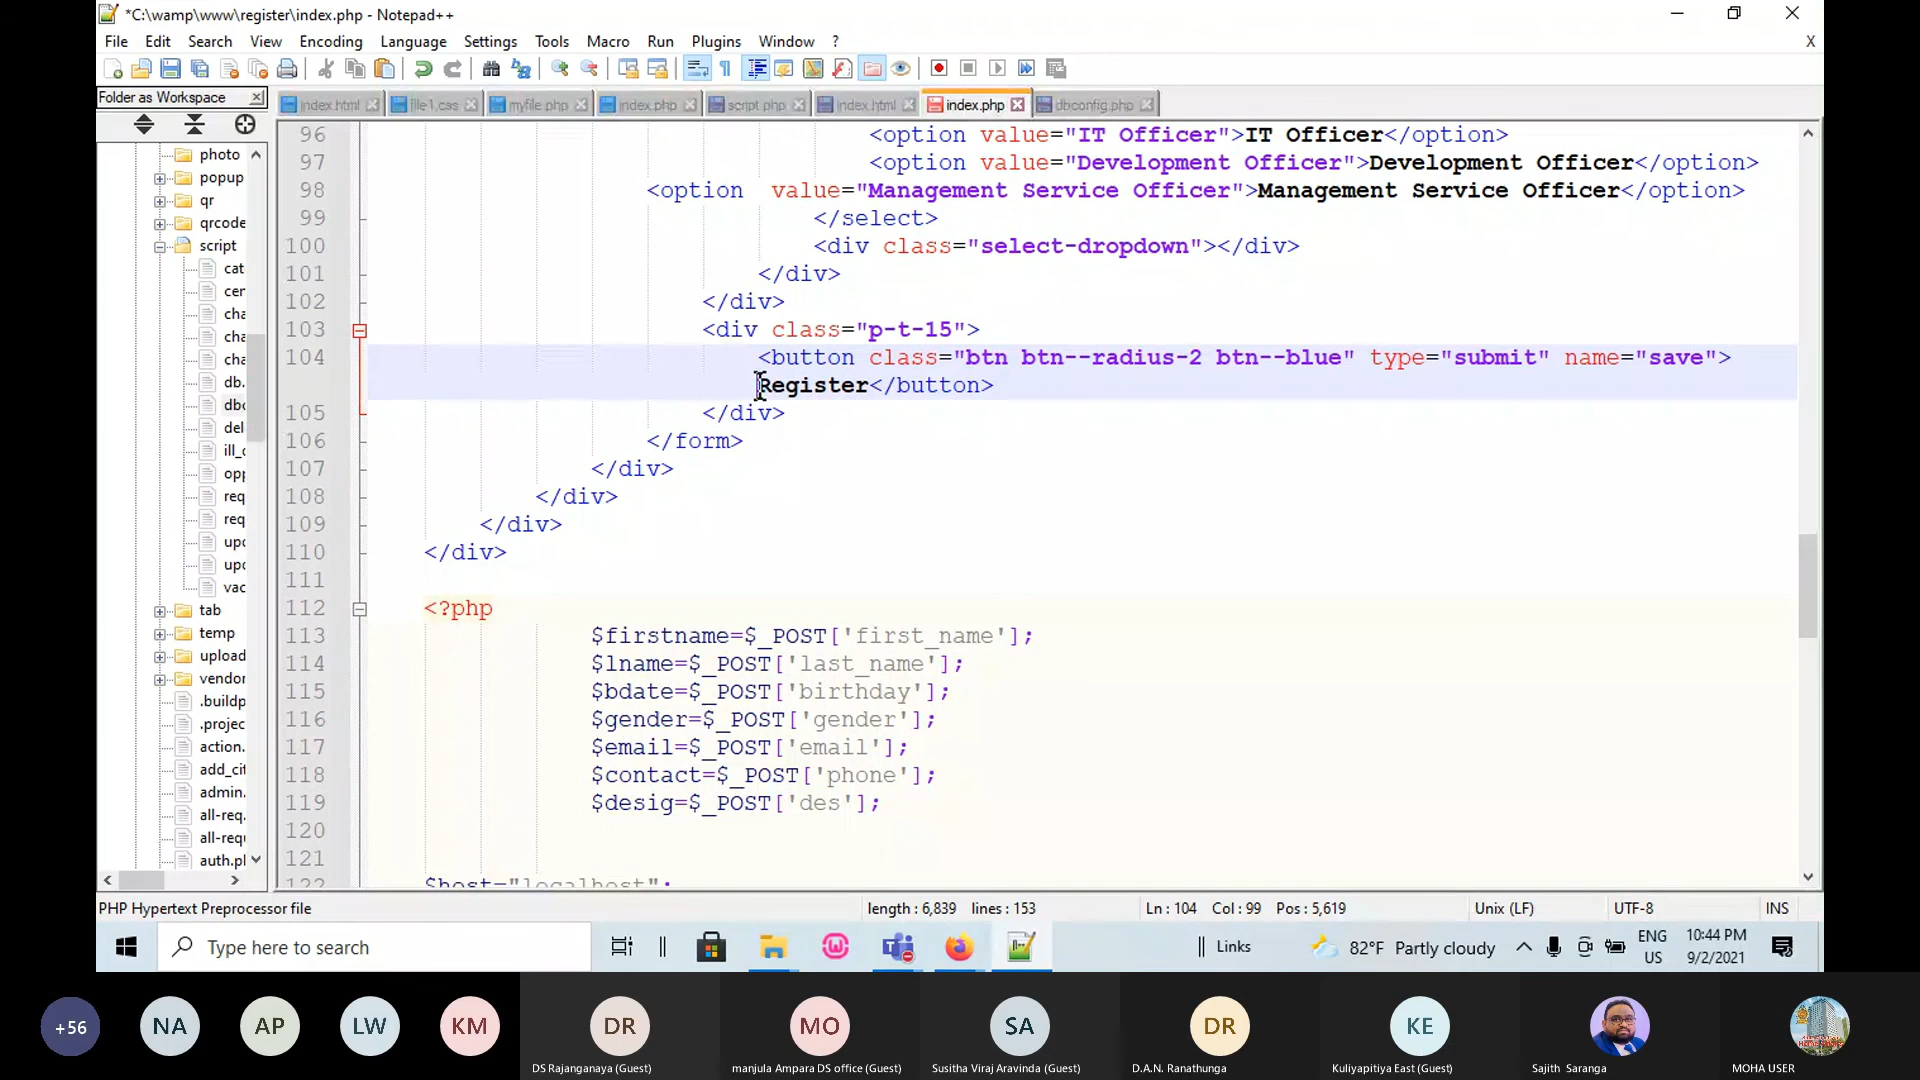 *C:\wamp\www\register\index.php - Notepad++
File Edit Search View Encoding Language Settings Tools Macro Run Plugins Window ?
X
Folder as Workspace
index.html file1.css myfile.php index.php script.php index.html index.php dbconfig.php
photo
popup
qr
qrcode
script
cat
cer
cha
cha
cha
db.
dbc
del
ill_c
opp
req
req
upc
upc
vac
tab
temp
upload
vendor
.buildp
.projec
action.
add_cit
admin.
all-req.
all-req
auth.pl
96 <option value="IT Officer">IT Officer</option>
97 <option value="Development Officer">Development Officer</option>
98 <option value="Management Service Officer">Management Service Officer</option>
99 </select>
100 <div class="select-dropdown"></div>
101 </div>
102 </div>
103 <div class="p-t-15">
104 <button class="btn btn--radius-2 btn--blue" type="submit" name="save">
Register</button>
105 </div>
106 </form>
107 </div>
108 </div>
109 </div>
110 </div>
111
112 <?php
113 $firstname=$_POST['first_name'];
114 $lname=$_POST['last_name'];
115 $bdate=$_POST['birthday'];
116 $gender=$_POST['gender'];
117 $email=$_POST['email'];
118 $contact=$_POST['phone'];
119 $desig=$_POST['des'];
120
121
122 $host="localhost";
PHP Hypertext Preprocessor file length : 6,839 lines : 153 Ln : 104 Col : 99 Pos : 5,619 Unix (LF) UTF-8 INS
Type here to search
Links
82°F Partly cloudy
ENG
US
10:44 PM
9/2/2021
+56 NA AP LW KM DR MO SA DR KE
DS Rajanganaya (Guest) manjula Ampara DS office (Guest) Susitha Viraj Aravinda (Guest) D.A.N. Ranathunga Kuliyapitiya East (Guest) Sajith Saranga MOHA USER